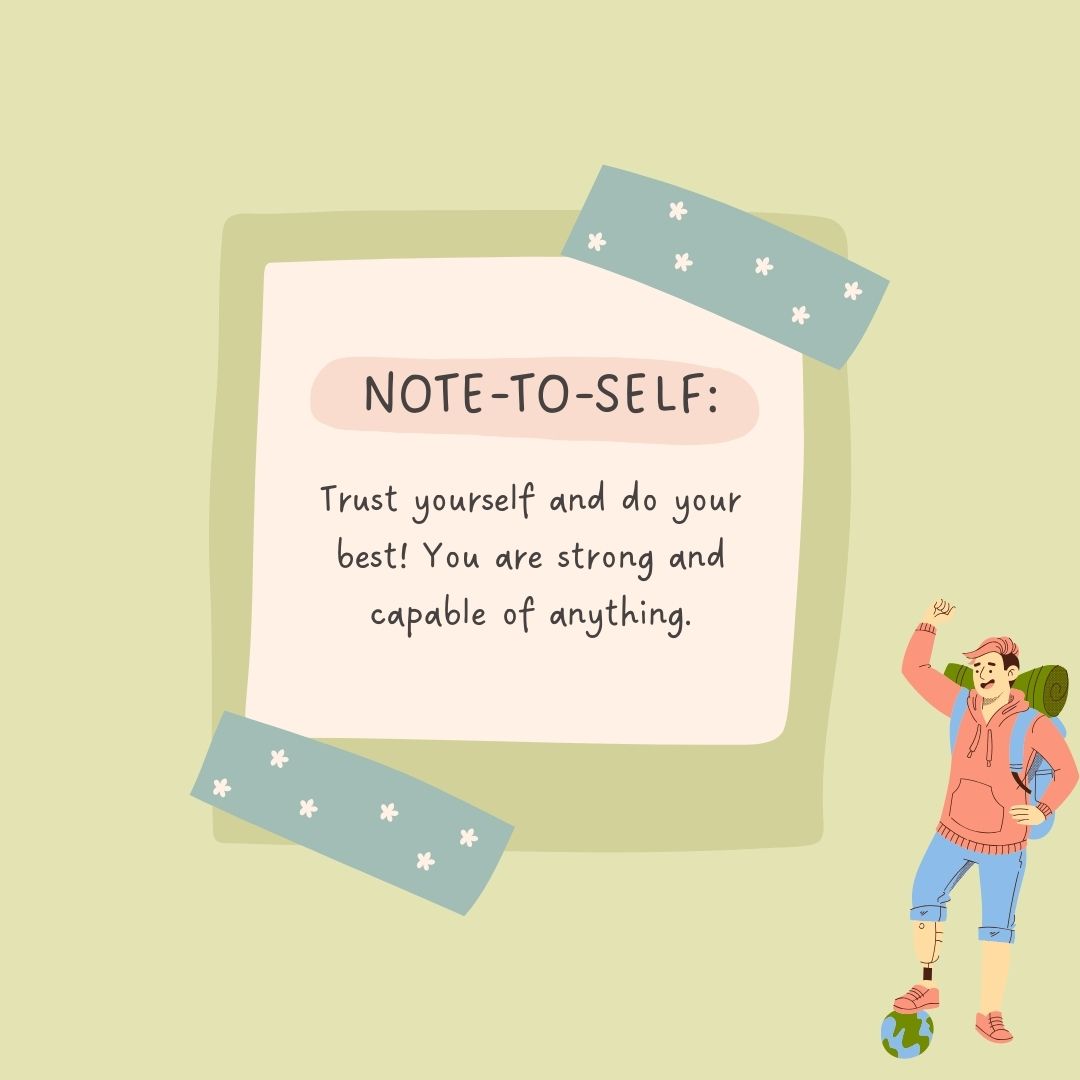 NOTE-TO-SELF:
Trust yourself and do your
best! You are strong and
capable of anything.